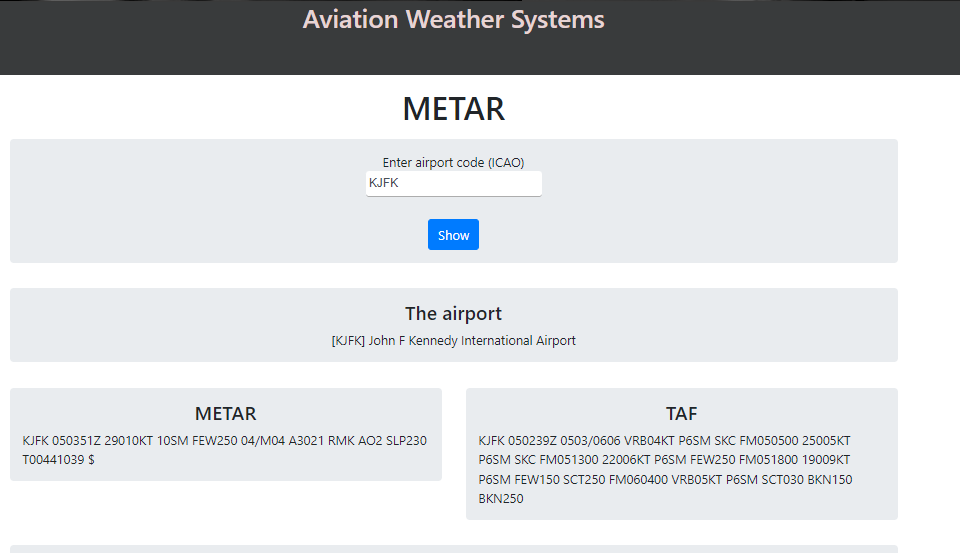 Aviation Weather Systems
METAR
Enter airport code (ICAO)
KJFK
Show
The airport
[KJFK] John F Kennedy International Airport
METAR
KJFK 050351Z 29010KT 10SM FEW250 04/M04 A3021 RMK AO2 SLP230
T00441039 $
TAF
KJFK 050239Z 0503/0606 VRB04KT P6SM SKC FM050500 25005KT
P6SM SKC FM051300 22006KT P6SM FEW250 FM051800 19009KT
P6SM FEW150 SCT250 FM060400 VRB05KT P6SM SCT030 BKN150
BKN250